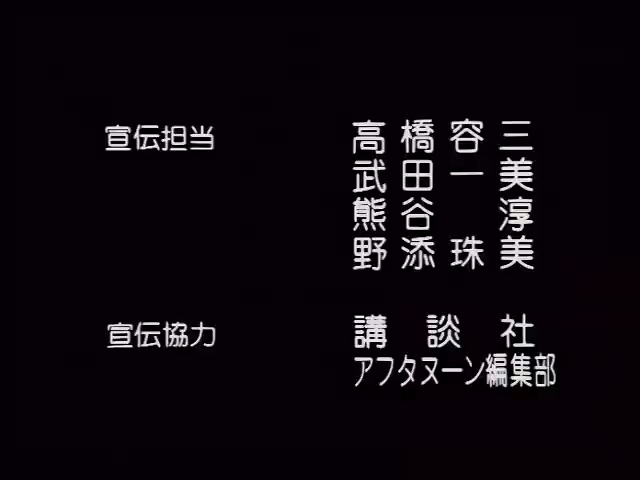 宣伝担当 高橋容三
武田一美
熊谷 淳
野添珠美
宣伝協力 講談社
アフタヌーン編集部